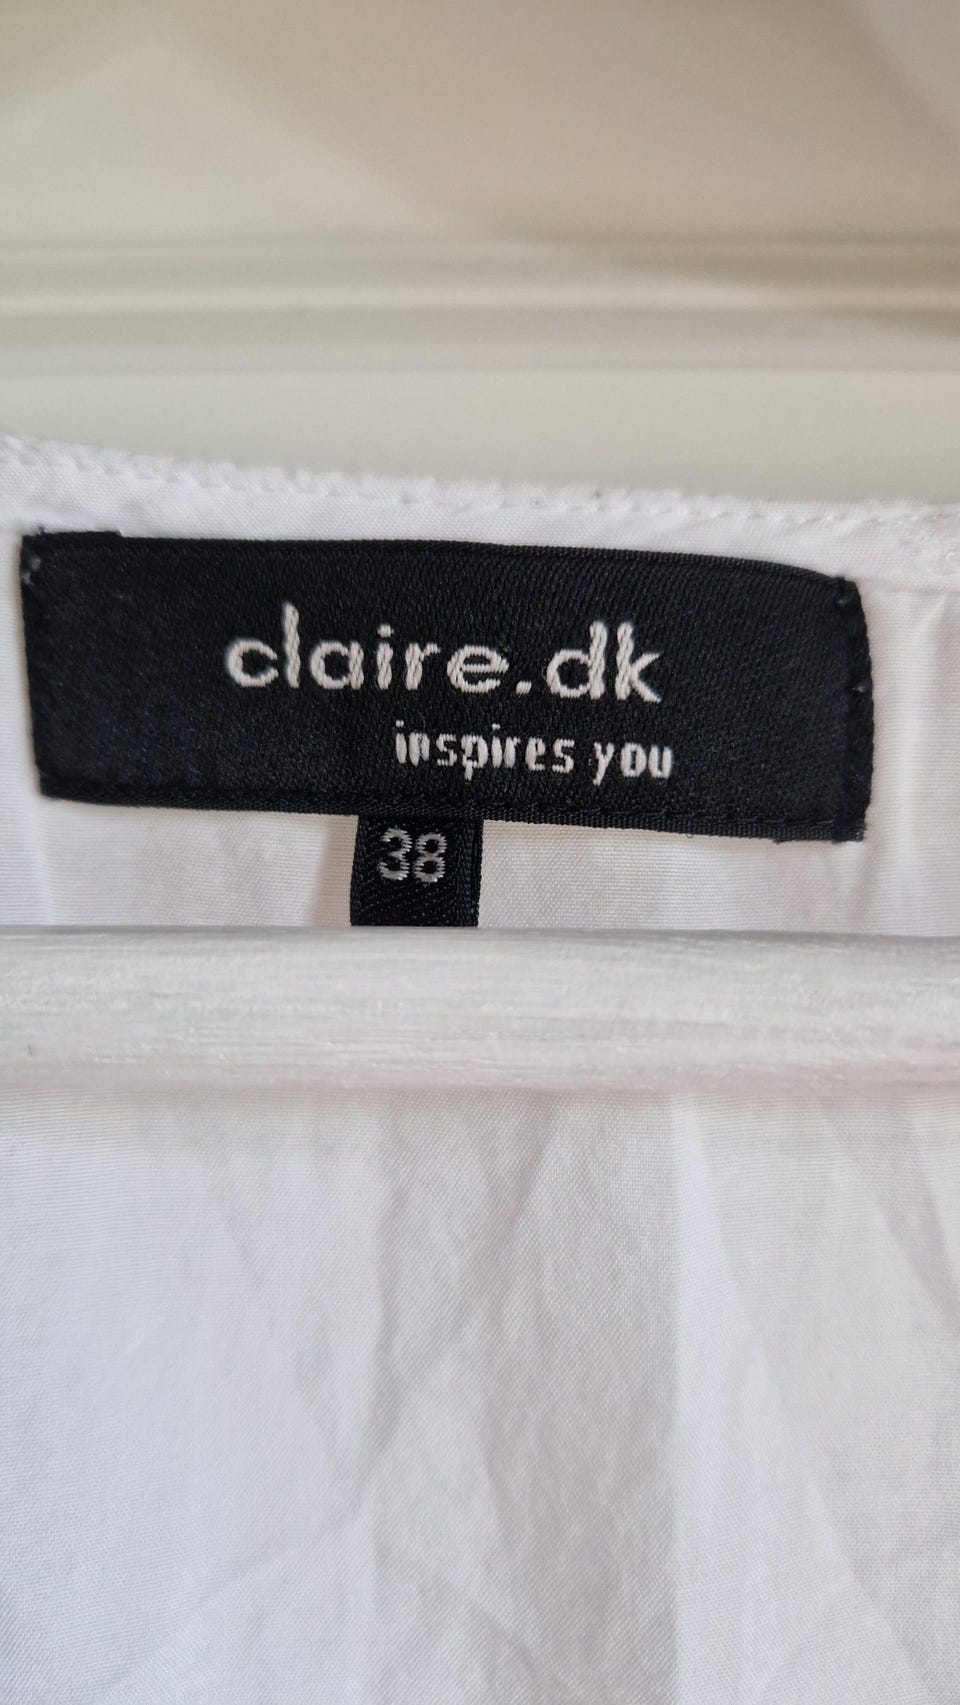 claire.dk
inspires you
38